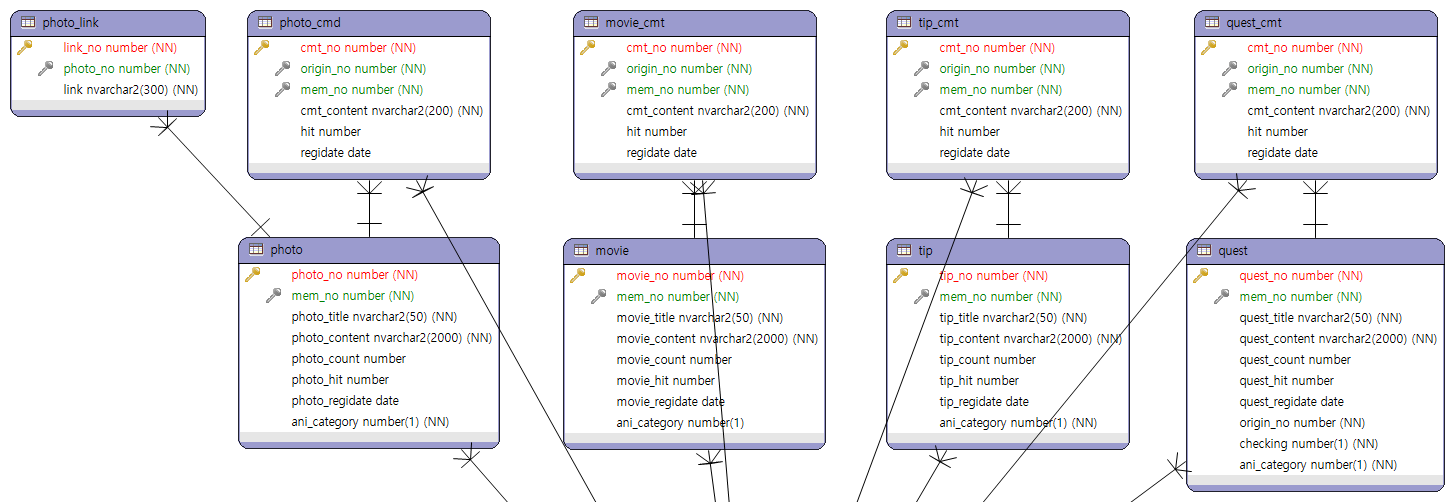 photo_link
link_no number (NN)
photo_no number (NN)
link nvarchar2(300) (NN)
photo_cmd
cmt_no number (NN)
origin_no number (NN)
mem_no number (NN)
cmt_content nvarchar2(200) (NN)
hit number
regidate date
movie_cmt
cmt_no number (NN)
origin_no number (NN)
mem_no number (NN)
cmt_content nvarchar2(200) (NN)
hit number
regidate date
tip_cmt
cmt_no number (NN)
origin_no number (NN)
mem_no number (NN)
cmt_content nvarchar2(200) (NN)
hit number
regidate date
quest_cmt
cmt_no number (NN)
origin_no number (NN)
mem_no number (NN)
cmt_content nvarchar2(200) (NN)
hit number
regidate date
photo
photo_no number (NN)
mem_no number (NN)
photo_title nvarchar2(50) (NN)
photo_content nvarchar2(2000) (NN)
photo_count number
photo_hit number
photo_regidate date
ani_category number(1) (NN)
movie
movie_no number (NN)
mem_no number (NN)
movie_title nvarchar2(50) (NN)
movie_content nvarchar2(2000) (NN)
movie_count number
movie_hit number
movie_regidate date
ani_category number(1)
tip
tip_no number (NN)
mem_no number (NN)
tip_title nvarchar2(50) (NN)
tip_content nvarchar2(2000) (NN)
tip_count number
tip_hit number
tip_regidate date
ani_category number(1) (NN)
quest
quest_no number (NN)
mem_no number (NN)
quest_title nvarchar2(50) (NN)
quest_content nvarchar2(2000) (NN)
quest_count number
quest_hit number
quest_regidate date
origin_no number (NN)
checking number(1) (NN)
ani_category number(1) (NN)